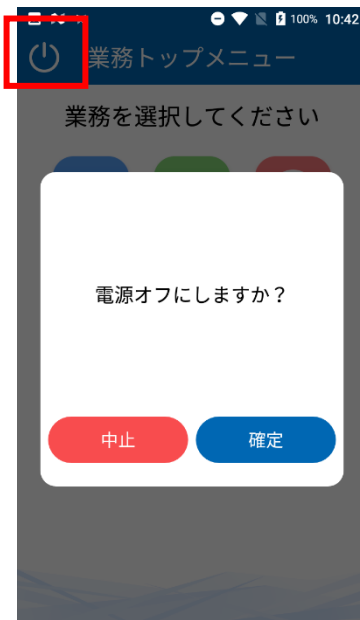 100% 10:42
業務トップメニュー
業務を選択してください
電源オフにしますか？
中止
確定